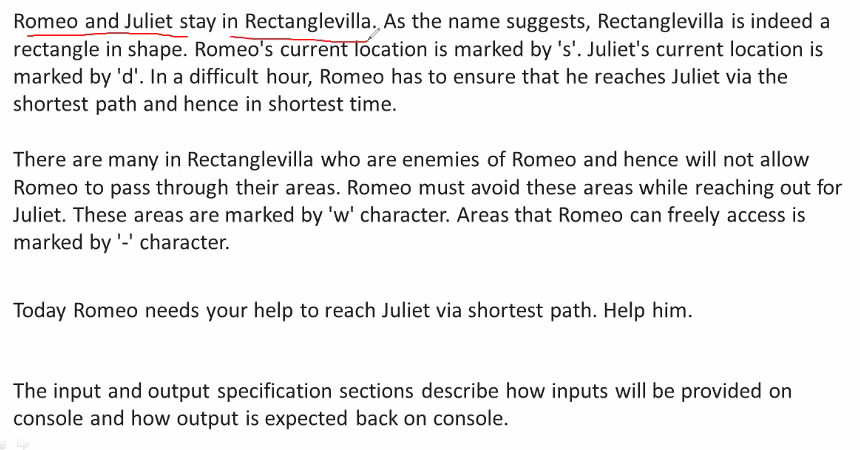 Romeo and Juliet stay in Rectanglevilla. As the name suggests, Rectanglevilla is indeed a
rectangle in shape. Romeo's current location is marked by 's'. Juliet's current location is
marked by 'd'. In a difficult hour, Romeo has to ensure that he reaches Juliet via the
shortest path and hence in shortest time.
There are many in Rectanglevilla who are enemies of Romeo and hence will not allow
Romeo to pass through their areas. Romeo must avoid these areas while reaching out for
Juliet. These areas are marked by 'w' character. Areas that Romeo can freely access is
marked by '-' character.
Today Romeo needs your help to reach Juliet via shortest path. Help him.
The input and output specification sections describe how inputs will be provided on
console and how output is expected back on console.